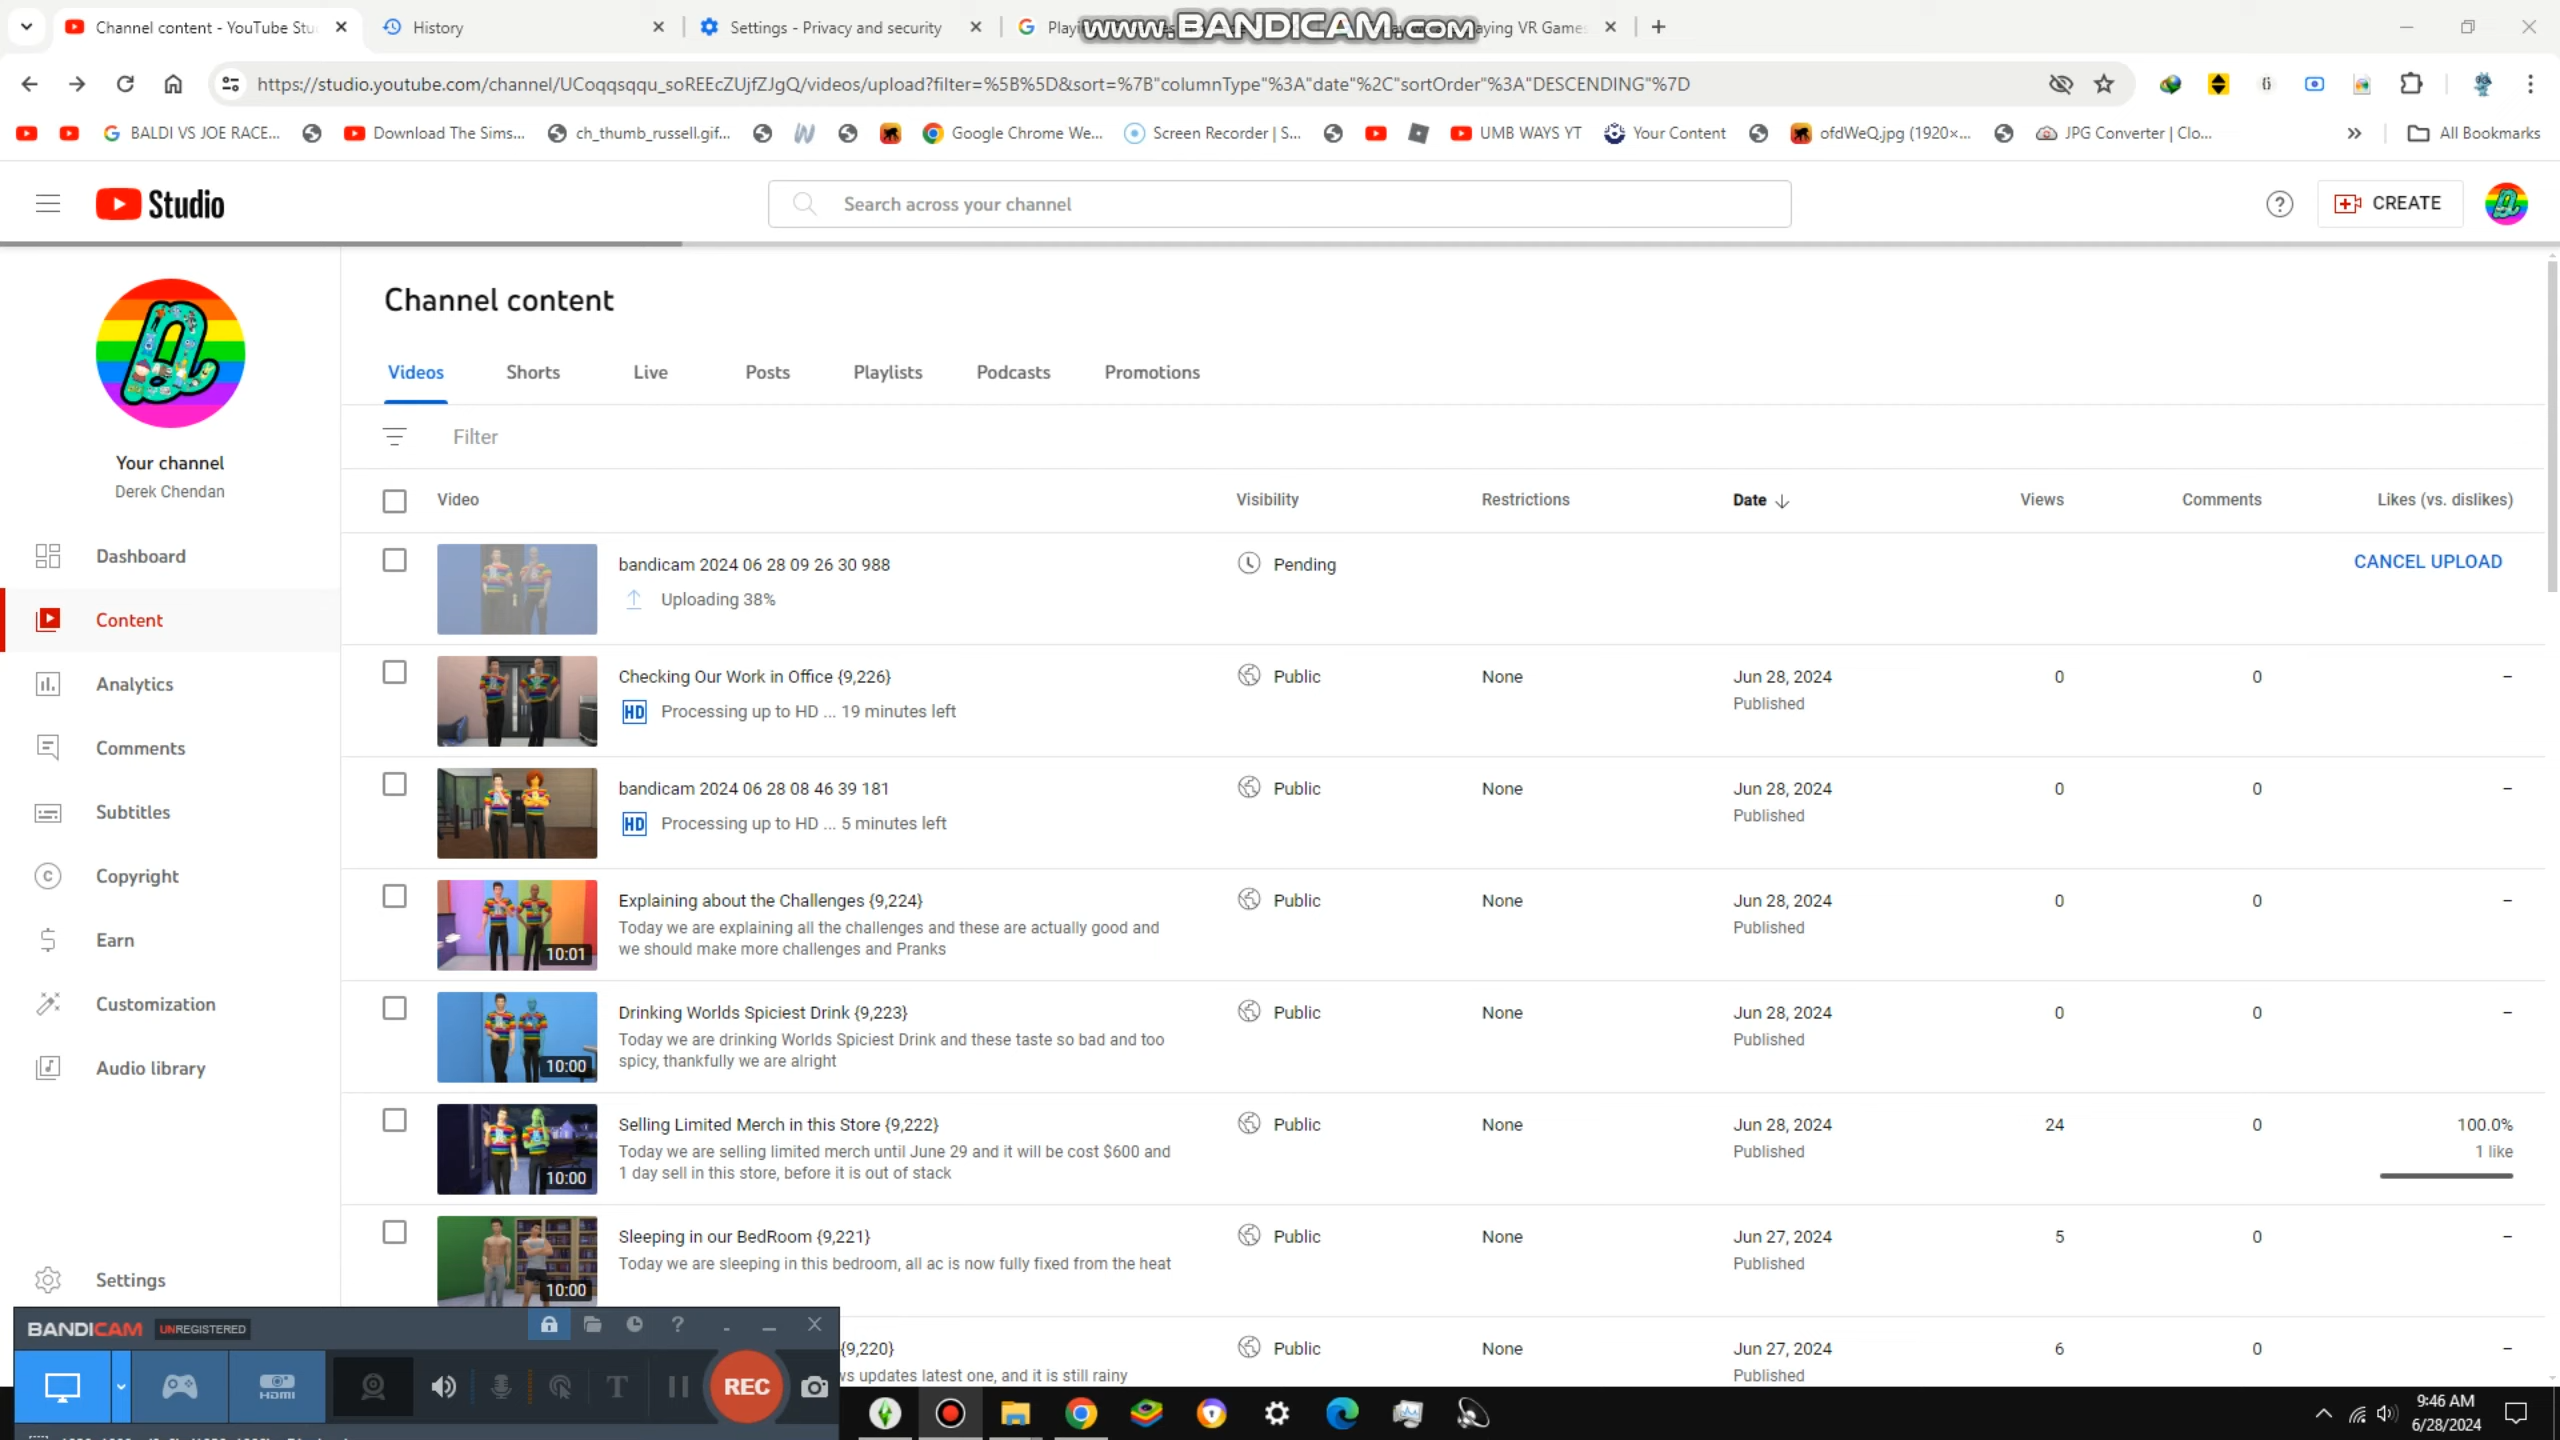 Channel content - YouTube Stu
History
Settings - Privacy and security
www.BANDICAM.com
aying VR Games
https://studio.youtube.com/channel/UCoqqsqqu_soREEcZUjfZJgQ/videos/upload?filter=%5B%5D&sort=%7B"columnType"%3A"date"%2C"sortOrder"%3A"DESCENDING"%7D
BALDI VS JOE RACE...
Download The Sims...
ch_thumb_russell.gif...
Google Chrome We...
Screen Recorder | S...
UMB WAYS YT
Your Content
ofdWeQ.jpg (1920×...
JPG Converter | Clo...
All Bookmarks
Studio
Search across your channel
CREATE
Your channel
Derek Chendan
Dashboard
Content
Analytics
Comments
Subtitles
Copyright
Earn
Customization
Audio library
Settings
Channel content
Videos Shorts Live Posts Playlists Podcasts Promotions
Filter
Video Visibility Restrictions Date Views Comments Likes (vs. dislikes)
bandicam 2024 06 28 09 26 30 988 Pending CANCEL UPLOAD
Uploading 38%
Checking Our Work in Office {9,226} Public None Jun 28, 2024 0 0 –
HD Processing up to HD ... 19 minutes left Published
bandicam 2024 06 28 08 46 39 181 Public None Jun 28, 2024 0 0 –
HD Processing up to HD ... 5 minutes left Published
Explaining about the Challenges {9,224} Public None Jun 28, 2024 0 0 –
Today we are explaining all the challenges and these are actually good and Published
we should make more challenges and Pranks
10:01
Drinking Worlds Spiciest Drink {9,223} Public None Jun 28, 2024 0 0 –
Today we are drinking Worlds Spiciest Drink and these taste so bad and too Published
spicy, thankfully we are alright
10:00
Selling Limited Merch in this Store {9,222} Public None Jun 28, 2024 24 0 100.0%
Today we are selling limited merch until June 29 and it will be cost $600 and Published 1 like
1 day sell in this store, before it is out of stack
10:00
Sleeping in our BedRoom {9,221} Public None Jun 27, 2024 5 0 –
Today we are sleeping in this bedroom, all ac is now fully fixed from the heat Published
10:00
{9,220} Public None Jun 27, 2024 6 0 –
vs updates latest one, and it is still rainy Published
BANDICAM UNREGISTERED
HDMI
REC
9:46 AM
6/28/2024